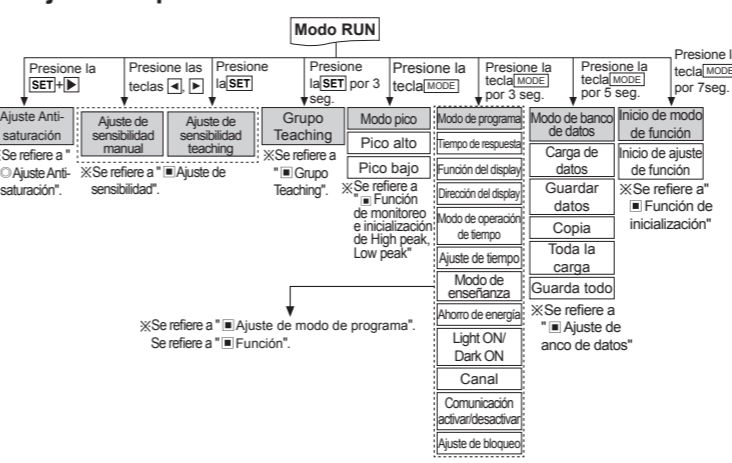 Modo RUN
Presione la
SET+▶
Presione las
teclas ◀, ▶
Presione
la SET
Presione
la SET por 3
seg.
Presione la
tecla MODE
Presione la
tecla MODE
por 3 seg.
Presione la
tecla MODE
por 5 seg.
Presione
tecla MODE
por 7seg.
Ajuste Anti-
saturación
Se refiere a "
◎Ajuste Anti-
saturación".
Ajuste de
sensibilidad
manual
Ajuste de
sensibilidad
teaching
※Se refiere a "▣Ajuste de
sensibilidad".
Grupo
Teaching
※Se refiere a
"▣Grupo
Teaching".
Modo pico
Pico alto
Pico bajo
※Se refiere a
"▣ Función
de monitoreo
e inicialización
de High peak,
Low peak"
Modo de programa
Tiempo de respuesta
Función del display
Dirección del display
Modo de operación
de tiempo
Ajuste de tiempo
Modo de
enseñanza
Ahorro de energía
Light ON/
Dark ON
Canal
Comunicación
activar/desactivar
Ajuste de bloqueo
※Se refiere a "▣Ajuste de modo de programa".
Se refiere a "▣Función".
Modo de banco
de datos
Carga de
datos
Guardar
datos
Copia
Toda la
carga
Guarda todo
※Se refiere a
"▣ Ajuste de
anco de datos"
Inicio de modo
de función
Inicio de ajuste
de función
※Se refiere a"
▣ Función de
inicialización"